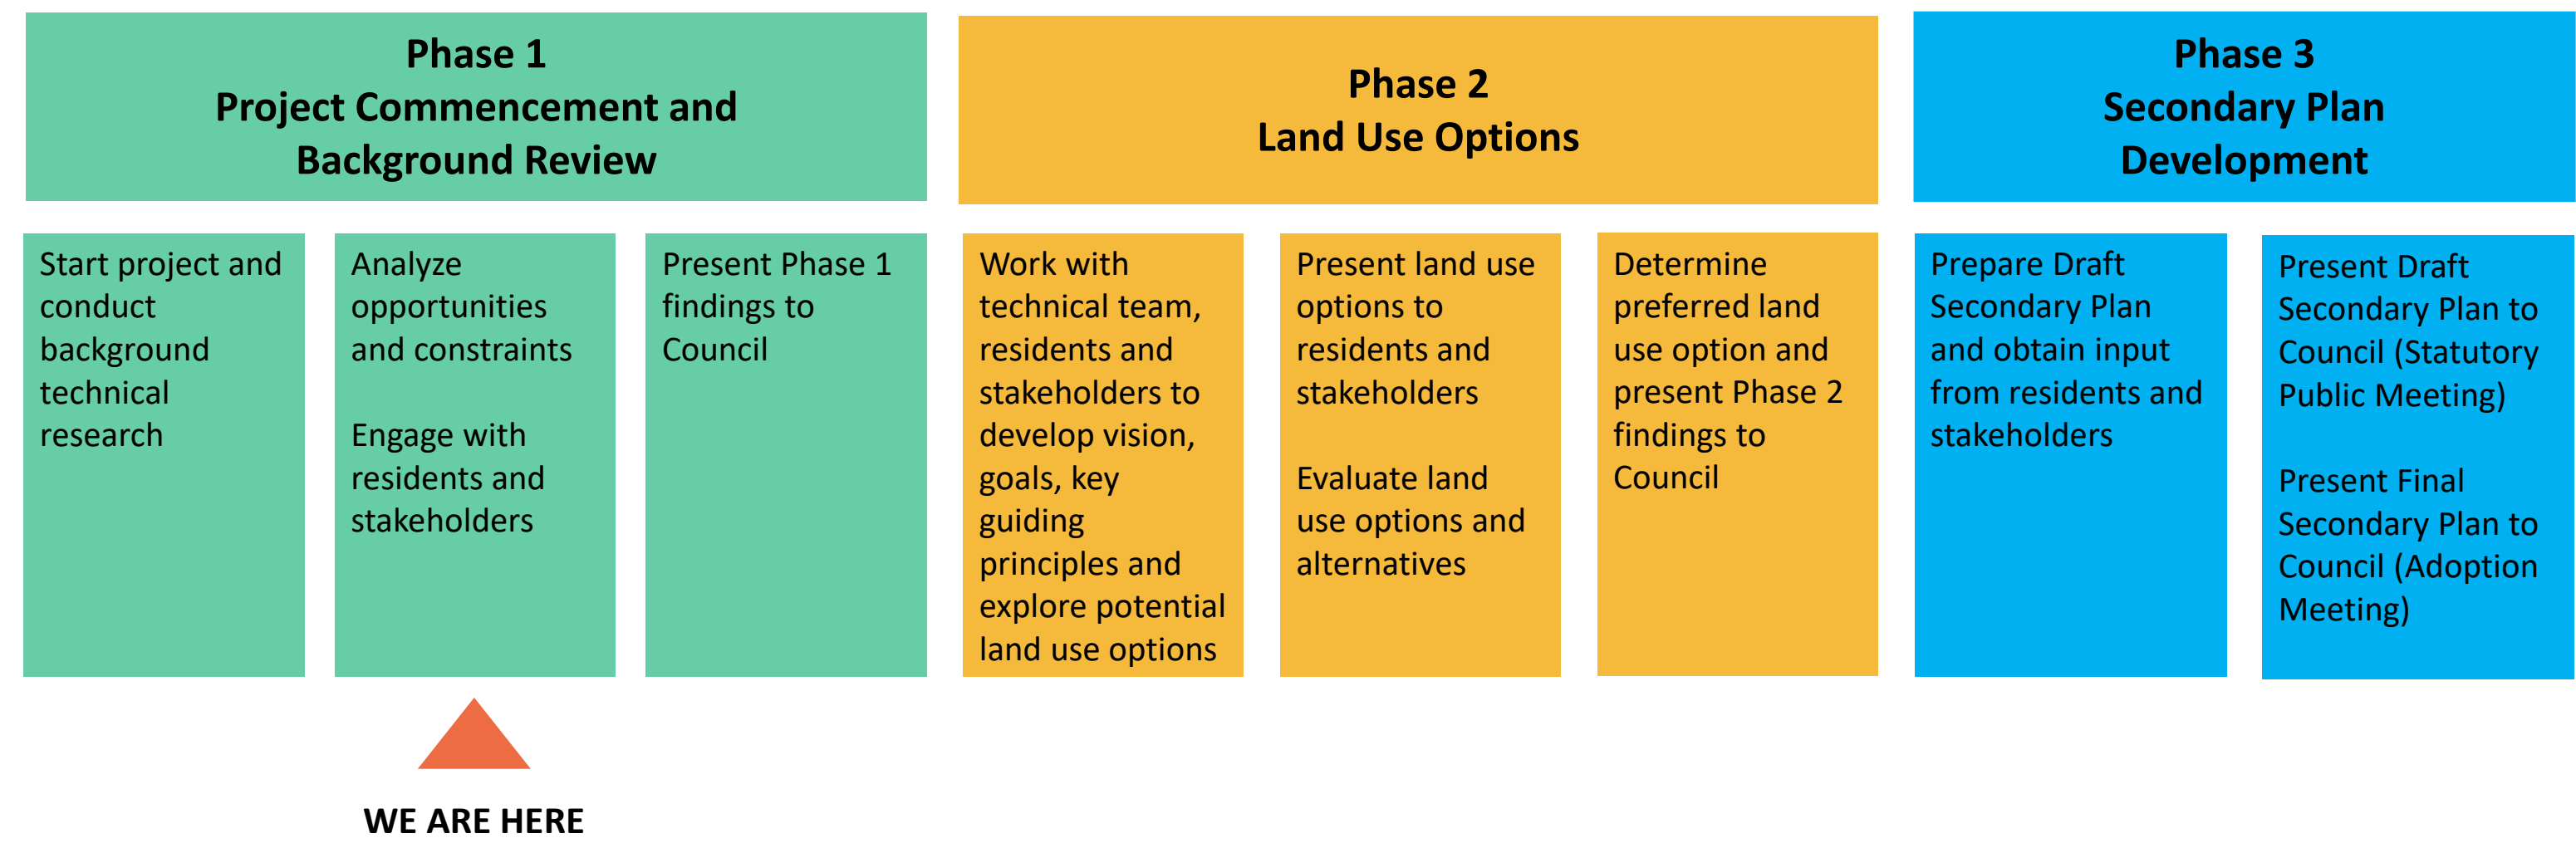 Phase 1
Project Commencement and
Background Review
Phase 2
Land Use Options
Phase 3
Secondary Plan
Development
Start project and
conduct
background
technical
research
Analyze
opportunities
and constraints
Engage with
residents and
stakeholders
Present Phase 1
findings to
Council
Work with
technical team,
residents and
stakeholders to
develop vision,
goals, key
guiding
principles and
explore potential
land use options
Present land use
options to
residents and
stakeholders
Evaluate land
use options and
alternatives
Determine
preferred land
use option and
present Phase 2
findings to
Council
Prepare Draft
Secondary Plan
and obtain input
from residents and
stakeholders
Present Draft
Secondary Plan to
Council (Statutory
Public Meeting)
Present Final
Secondary Plan to
Council (Adoption
Meeting)
WE ARE HERE